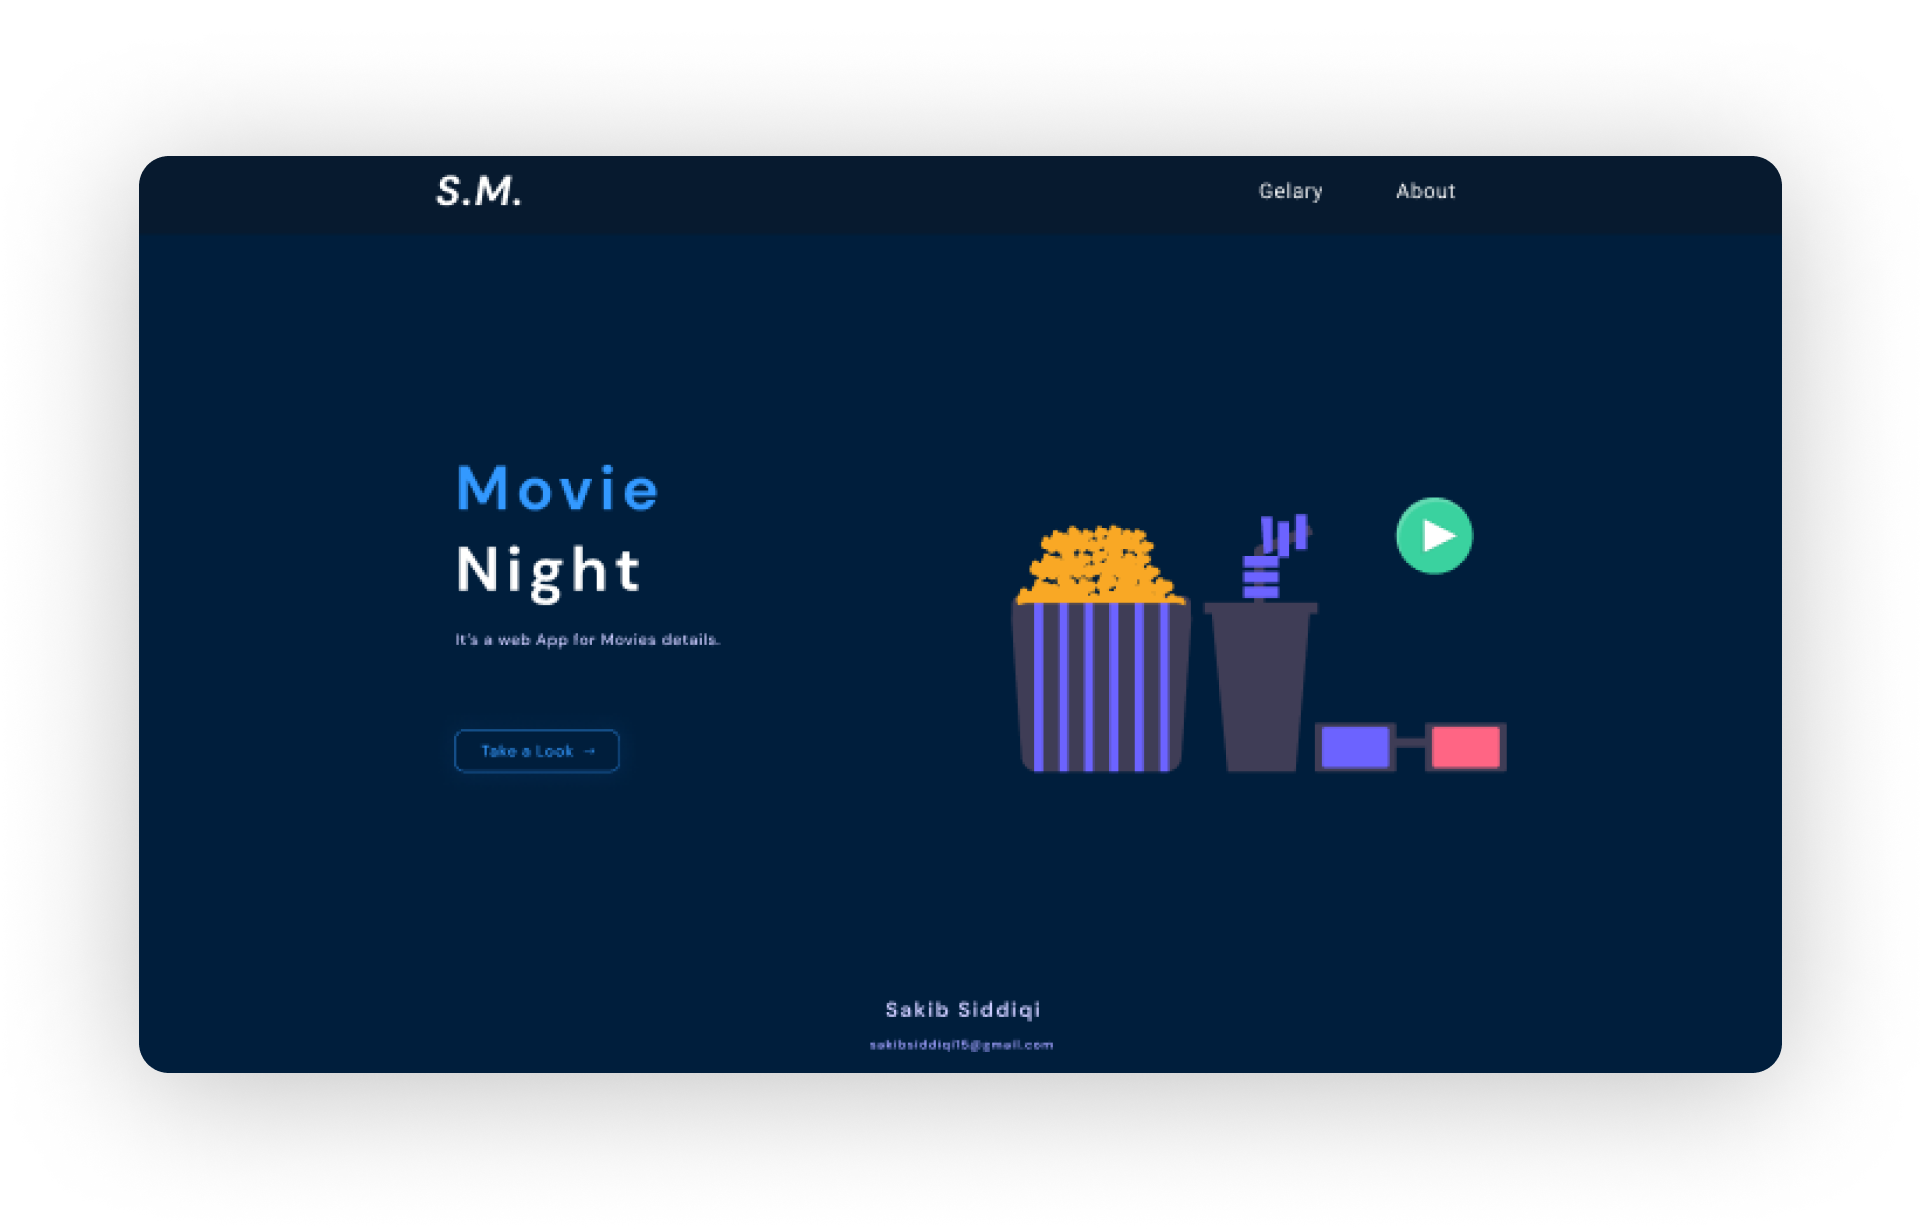 S.M.
Gelary About
Movie
Night
It's a web App for Movies details.
Take a Look →
Sakib Siddiqi
sakibsiddiqi15@gmail.com